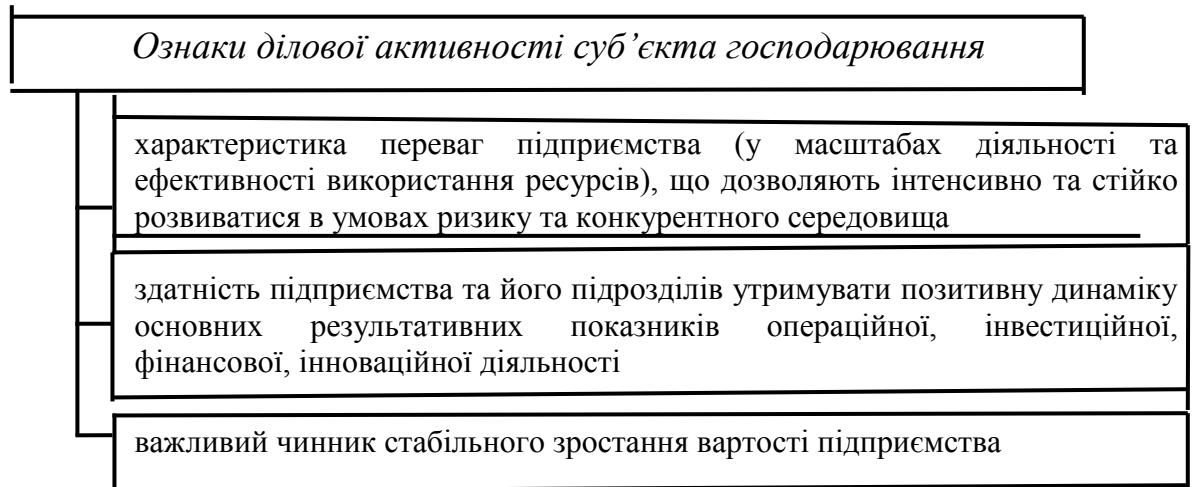 Ознаки ділової активності суб’єкта господарювання
характеристика переваг підприємства (у масштабах діяльності та
ефективності використання ресурсів), що дозволяють інтенсивно та стійко
розвиватися в умовах ризику та конкурентного середовища
здатність підприємства та його підрозділів утримувати позитивну динаміку
основних результативних показників операційної, інвестиційної,
фінансової, інноваційної діяльності
важливий чинник стабільного зростання вартості підприємства